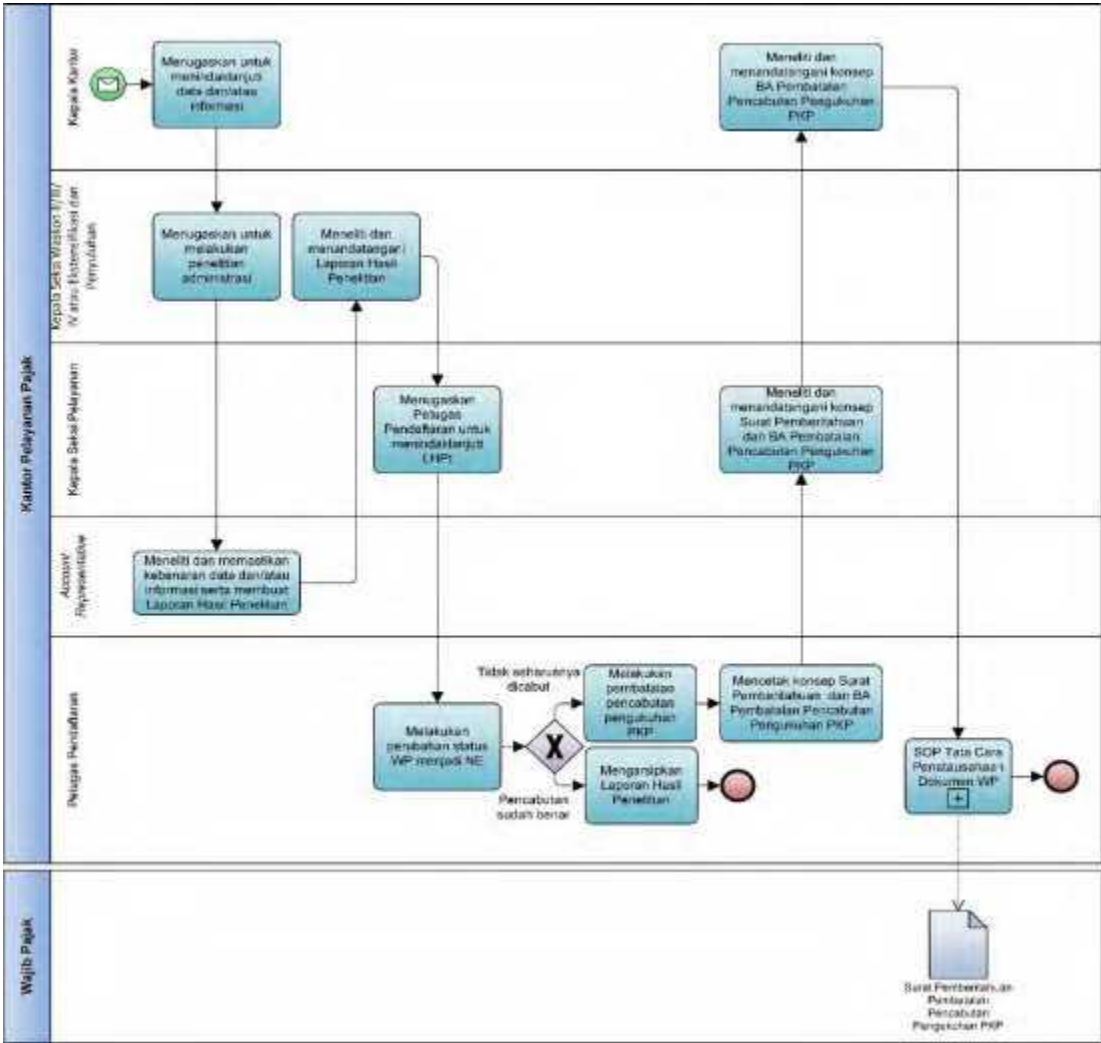 Kantor Pelayanan Pajak
Kepala Kantor
Menugaskan untuk
menindaklanjuti
data dan/atau
informasi
Meneliti dan
menandatangani konsep
BA Pembatalan
Pencabutan Pengukuhan
PKP
Kepala Seksi Waskon II/III/
IV atau Ekstensifikasi dan
Penyuluhan
Menugaskan untuk
melakukan
penelitian
administrasi
Meneliti dan
menandatangani
Laporan Hasil
Penelitian
Kepala Seksi Pelayanan
Menugaskan
Petugas
Pendaftaran untuk
menindaklanjuti
LHPt
Meneliti dan
menandatangani konsep
Surat Pemberitahuan
dan BA Pembatalan
Pencabutan Pengukuhan
PKP
Account
Representative
Meneliti dan memastikan
kebenaran data dan/atau
informasi serta membuat
Laporan Hasil Penelitian
Petugas Pendaftaran
Melakukan
perubahan status
WP menjadi NE
X
Tidak seharusnya
dicabut
Melakukan
pembatalan
pencabutan
pengukuhan
PKP
Mencetak konsep Surat
Pemberitahuan dan BA
Pembatalan Pencabutan
Pengukuhan PKP
Pencabutan
sudah benar
Mengarsipkan
Laporan Hasil
Penelitian
SOP Tata Cara
Penatausahaan
Dokumen WP
+
Wajib Pajak
Surat Pemberitahuan
Pembatalan
Pencabutan
Pengukuhan PKP